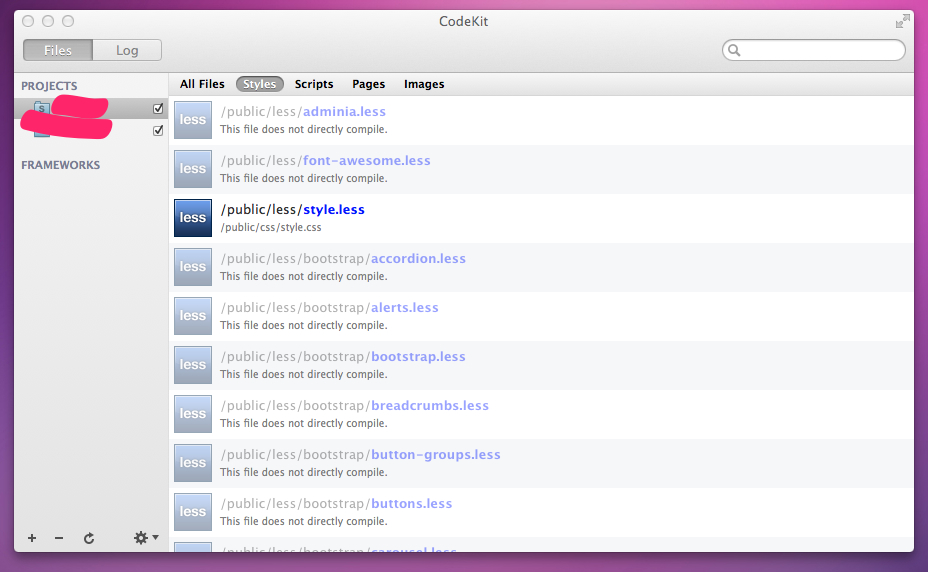 CodeKit
Files Log
PROJECTS
S
FRAMEWORKS
All Files Styles Scripts Pages Images
less /public/less/adminia.less
This file does not directly compile.
less /public/less/font-awesome.less
This file does not directly compile.
less /public/less/style.less
/public/css/style.css
less /public/less/bootstrap/accordion.less
This file does not directly compile.
less /public/less/bootstrap/alerts.less
This file does not directly compile.
less /public/less/bootstrap/bootstrap.less
This file does not directly compile.
less /public/less/bootstrap/breadcrumbs.less
This file does not directly compile.
less /public/less/bootstrap/button-groups.less
This file does not directly compile.
less /public/less/bootstrap/buttons.less
This file does not directly compile.
/public/less/bootstrap/carousel.less